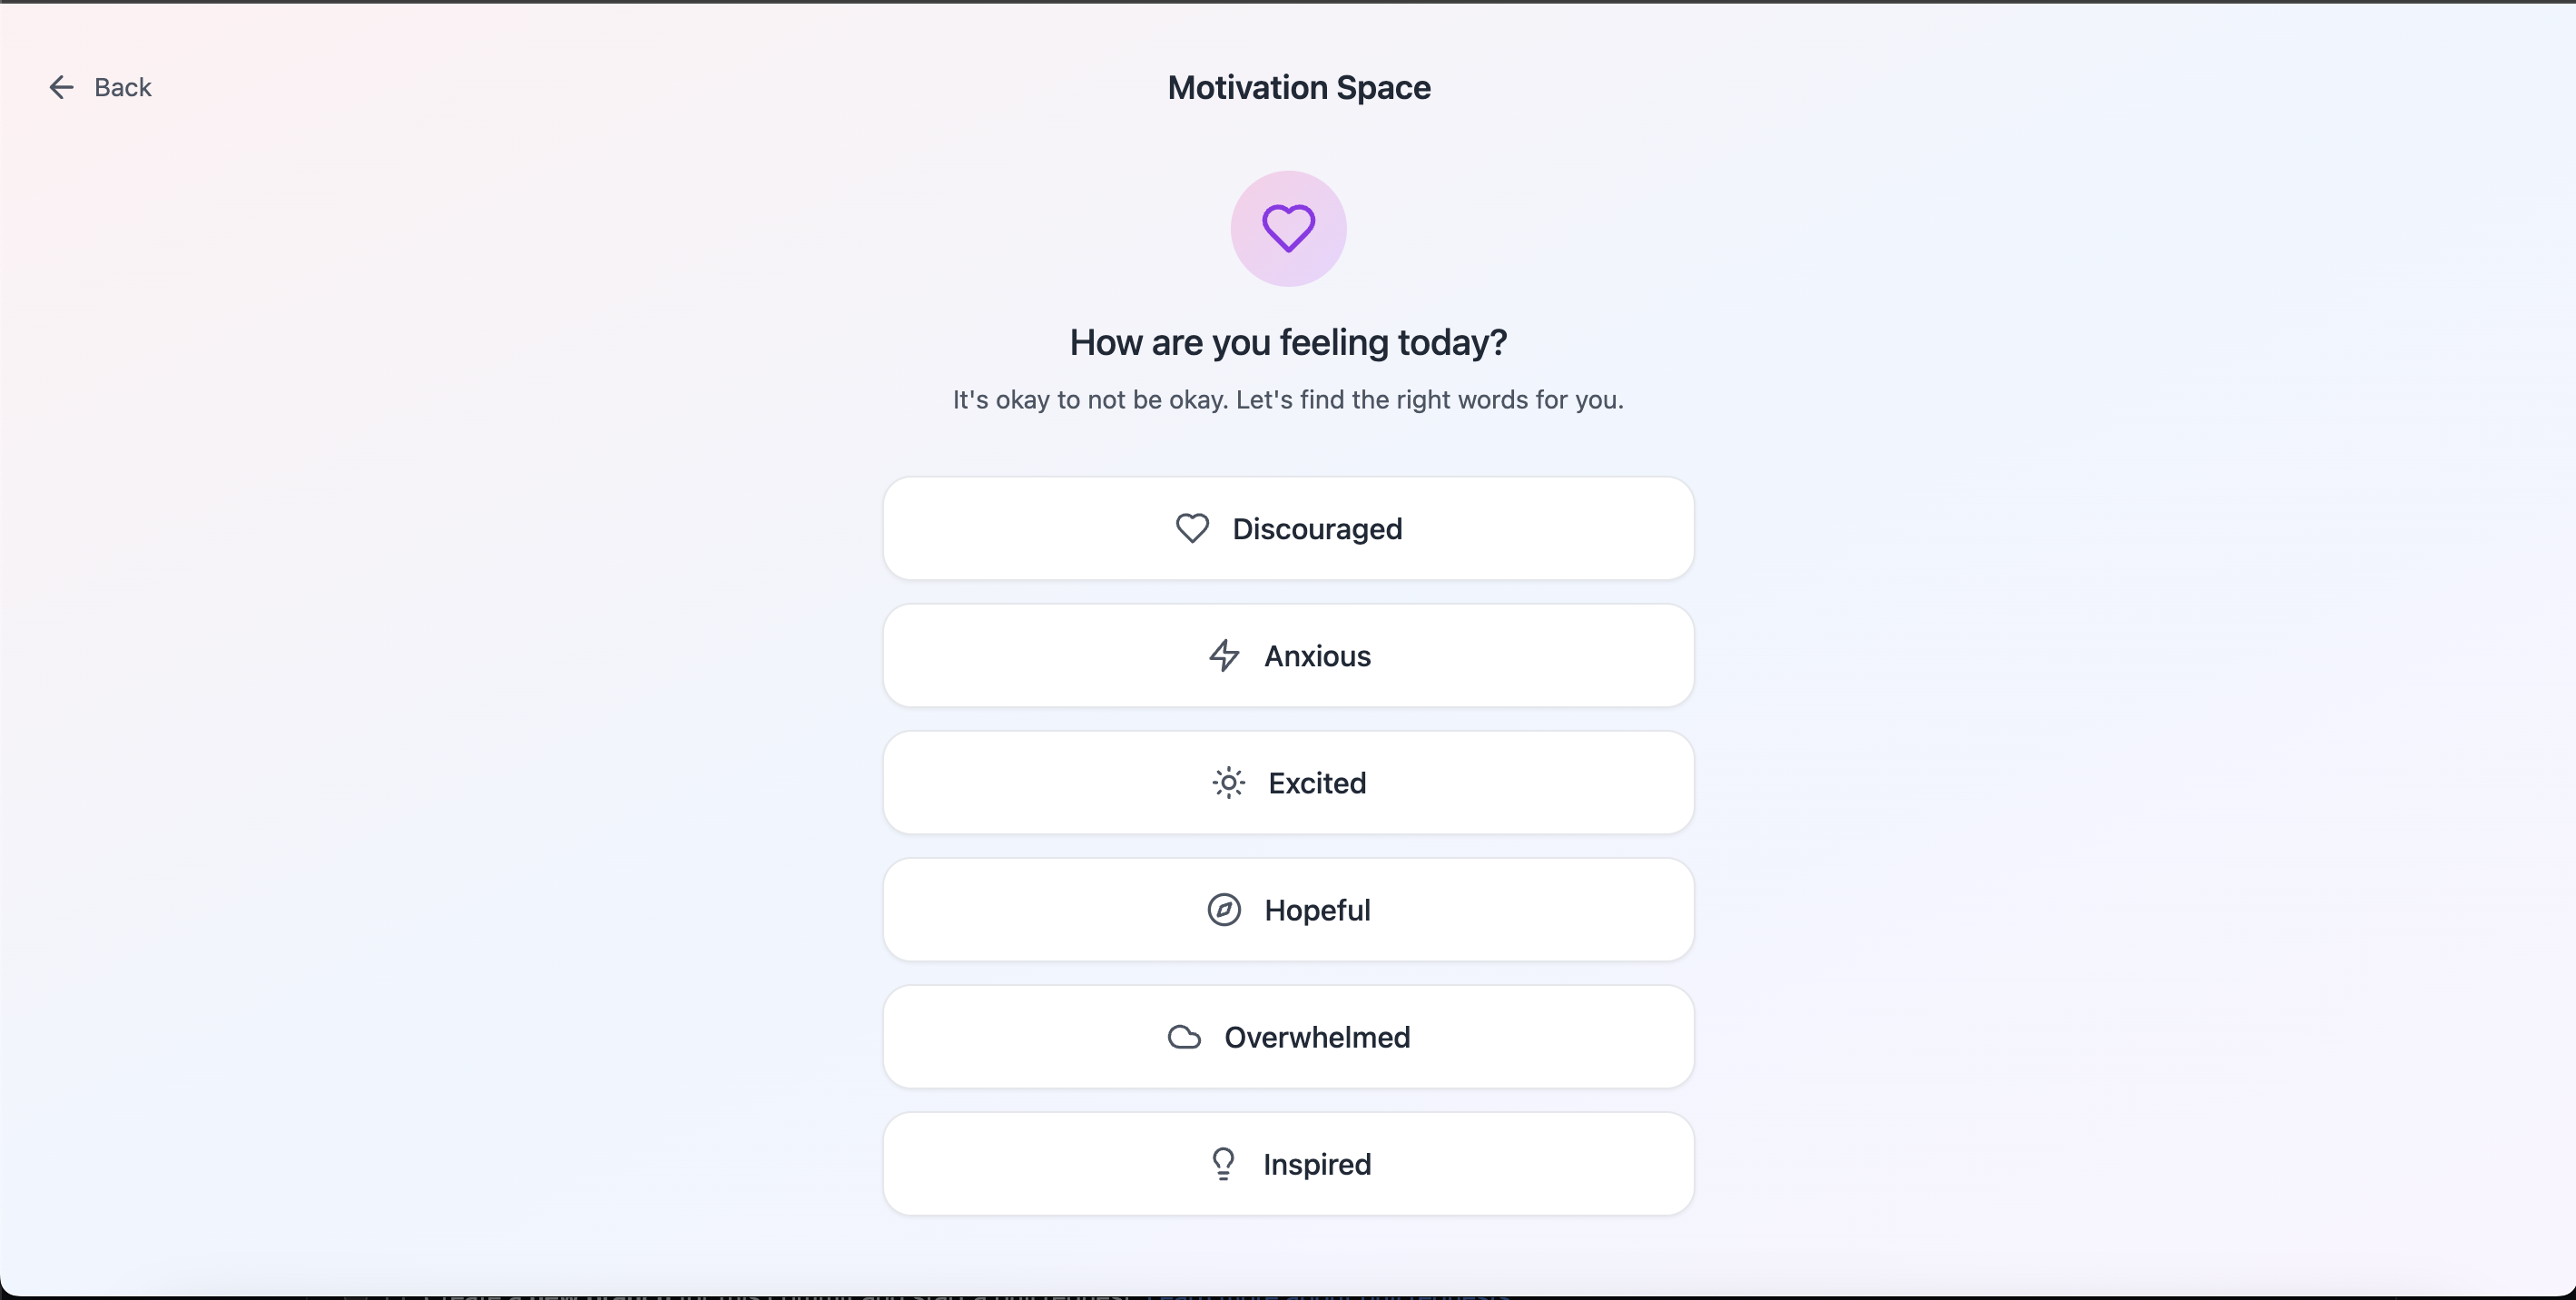 Back
Motivation Space
How are you feeling today?
It's okay to not be okay. Let's find the right words for you.
Discouraged
Anxious
Excited
Hopeful
Overwhelmed
Inspired